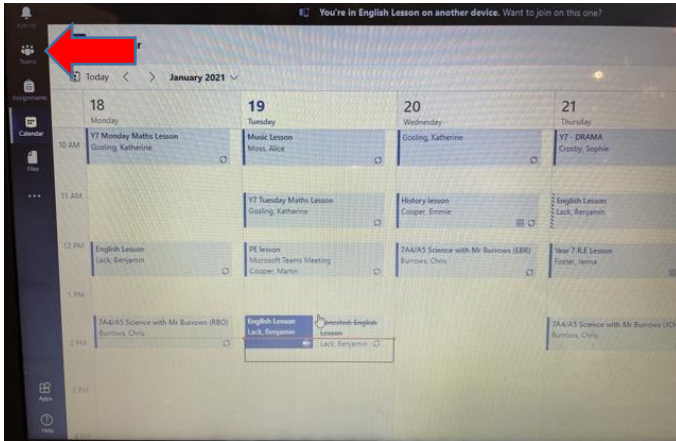 You're in English Lesson on another device. Want to join on this one?
Activity
Teams
Assignments
Calendar
Files
Apps
Help
Today
January 2021
18
Monday
19
Tuesday
20
Wednesday
21
Thursday
10 AM
11 AM
12 PM
1 PM
2 PM
3 PM
Y7 Monday Maths Lesson
Gosling, Katherine
Music Lesson
Moss, Alice
Gosling, Katherine
Y7 - DRAMA
Crosby, Sophie
Y7 Tuesday Maths Lesson
Gosling, Katherine
History lesson
Cooper, Emmie
English Lesson
Lack, Benjamin
English Lesson
Lack, Benjamin
PE lesson
Microsoft Teams Meeting
Cooper, Martin
7A4/A5 Science with Mr Burrows (EBR)
Burrows, Chris
Year 7 R.E Lesson
Foster, Jenna
7A4/A5 Science with Mr Burrows (RBO)
Burrows, Chris
English Lesson
Lack, Benjamin
Canceled: English
Lesson
Lack, Benjamin
7A4/A5 Science with Mr Burrows
Burrows, Chris